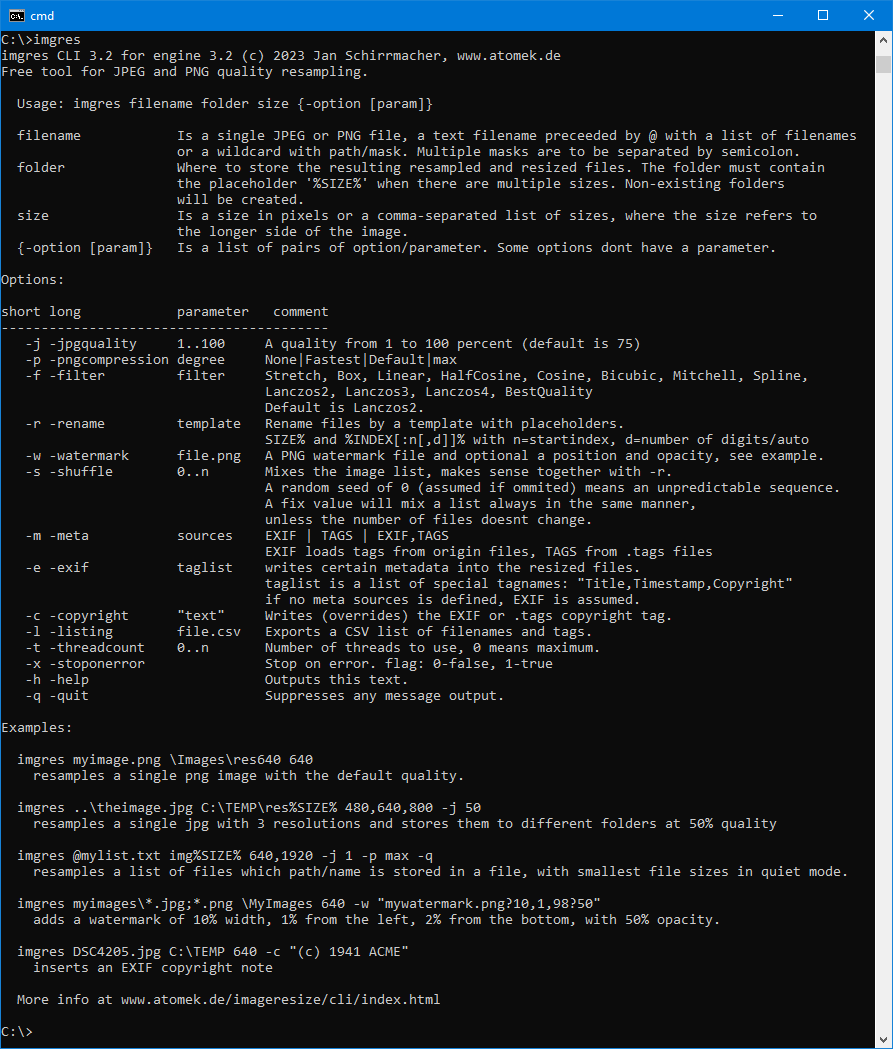 cmd
C:\>imgres
imgres CLI 3.2 for engine 3.2 (c) 2023 Jan Schirrmacher, www.atomek.de
Free tool for JPEG and PNG quality resampling.
Usage: imgres filename folder size {-option [param]}
filename Is a single JPEG or PNG file, a text filename preceeded by @ with a list of filenames
or a wildcard with path/mask. Multiple masks are to be separated by semicolon.
folder Where to store the resulting resampled and resized files. The folder must contain
the placeholder '%SIZE%' when there are multiple sizes. Non-existing folders
will be created.
size Is a size in pixels or a comma-separated list of sizes, where the size refers to
the longer side of the image.
{-option [param]} Is a list of pairs of option/parameter. Some options dont have a parameter.
Options:
short long parameter comment
-----------------------------------------
-j -jpgquality 1..100 A quality from 1 to 100 percent (default is 75)
-p -pngcompression degree None|Fastest|Default|max
-f -filter filter Stretch, Box, Linear, HalfCosine, Cosine, Bicubic, Mitchell, Spline,
Lanczos2, Lanczos3, Lanczos4, BestQuality
Default is Lanczos2.
-r -rename template Rename files by a template with placeholders.
SIZE% and %INDEX[:n[,d]]% with n=startindex, d=number of digits/auto
-w -watermark file.png A PNG watermark file and optional a position and opacity, see example.
-s -shuffle 0..n Mixes the image list, makes sense together with -r.
A random seed of 0 (assumed if ommited) means an unpredictable sequence.
A fix value will mix a list always in the same manner,
unless the number of files doesnt change.
-m -meta sources EXIF | TAGS | EXIF,TAGS
EXIF loads tags from origin files, TAGS from .tags files
-e -exif taglist writes certain metadata into the resized files.
taglist is a list of special tagnames: "Title,Timestamp,Copyright"
if no meta sources is defined, EXIF is assumed.
-c -copyright "text" Writes (overrides) the EXIF or .tags copyright tag.
-l -listing file.csv Exports a CSV list of filenames and tags.
-t -threadcount 0..n Number of threads to use, 0 means maximum.
-x -stoponerror Stop on error. flag: 0-false, 1-true
-h -help Outputs this text.
-q -quit Suppresses any message output.
Examples:
imgres myimage.png \Images\res640 640
resamples a single png image with the default quality.
imgres ..\theimage.jpg C:\TEMP\res%SIZE% 480,640,800 -j 50
resamples a single jpg with 3 resolutions and stores them to different folders at 50% quality
imgres @mylist.txt img%SIZE% 640,1920 -j 1 -p max -q
resamples a list of files which path/name is stored in a file, with smallest file sizes in quiet mode.
imgres myimages\*.jpg;*.png \MyImages 640 -w "mywatermark.png?10,1,98?50"
adds a watermark of 10% width, 1% from the left, 2% from the bottom, with 50% opacity.
imgres DSC4205.jpg C:\TEMP 640 -c "(c) 1941 ACME"
inserts an EXIF copyright note
More info at www.atomek.de/imageresize/cli/index.html
C:\>